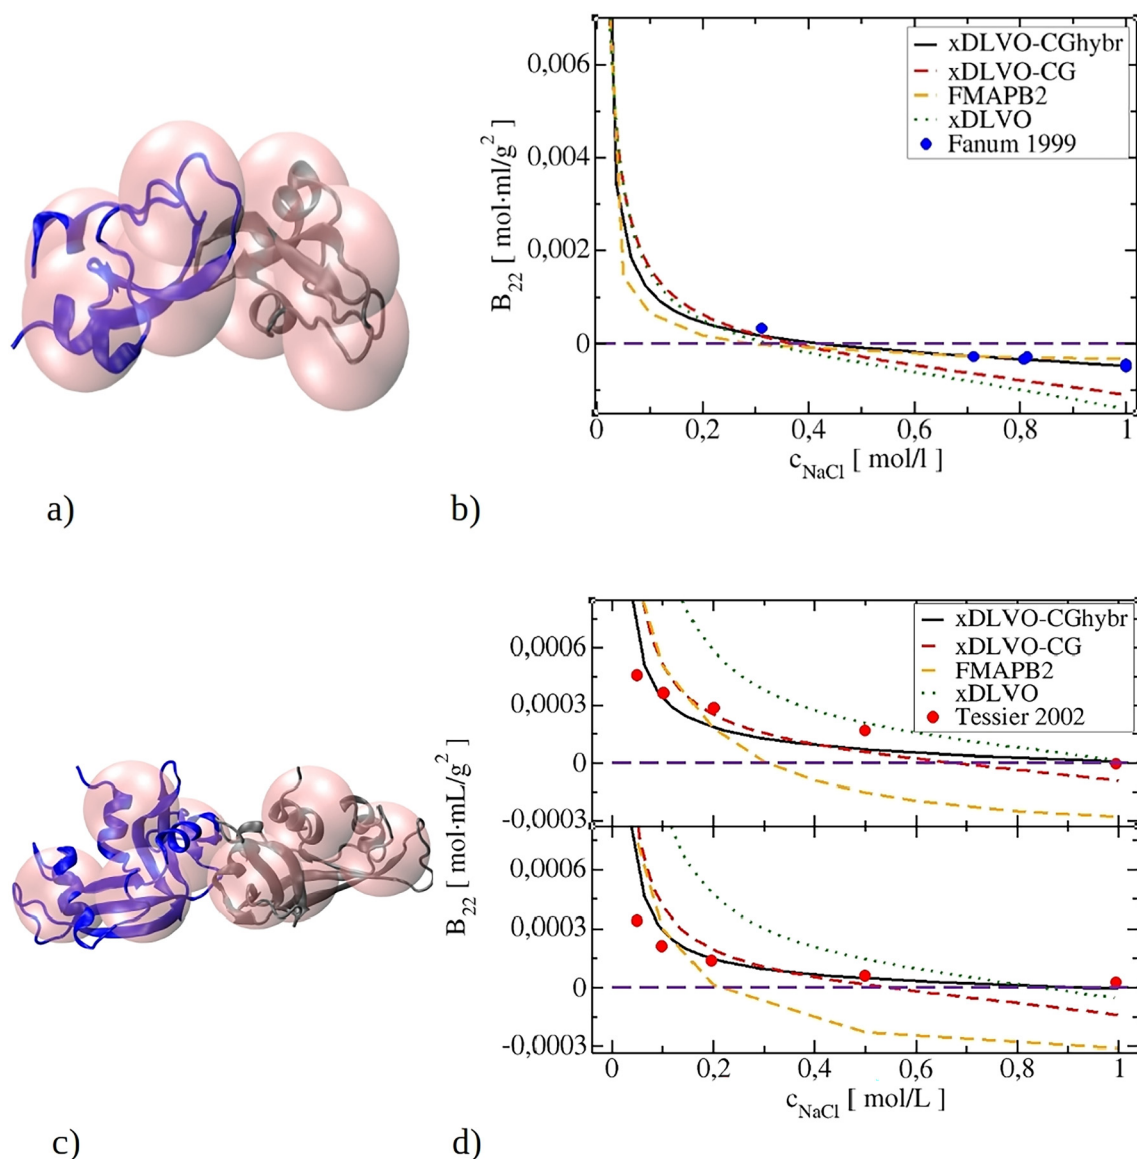 0,006
0,004
0,002
0
B22 [ mol·ml/g2 ]
xDLVO-CGhybr
xDLVO-CG
FMAPB2
xDLVO
Fanum 1999
0 0,2 0,4 0,6 0,8 1
cNaCl [ mol/l ]
a)
b)
0,0006
0,0003
0
-0,0003
xDLVO-CGhybr
xDLVO-CG
FMAPB2
xDLVO
Tessier 2002
B22 [ mol·mL/g2 ]
0,0006
0,0003
0
-0,0003
0 0,2 0,4 0,6 0,8 1
cNaCl [ mol/L ]
c)
d)